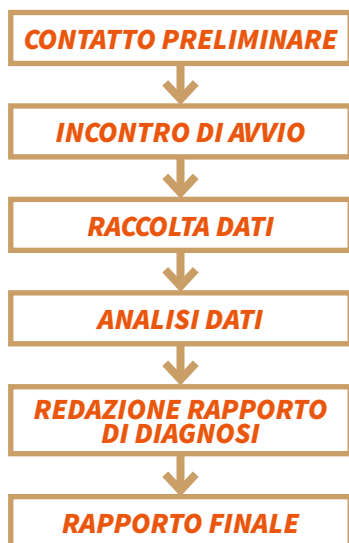 CONTATTO PRELIMINARE
INCONTRO DI AVVIO
RACCOLTA DATI
ANALISI DATI
REDAZIONE RAPPORTO
DI DIAGNOSI
RAPPORTO FINALE